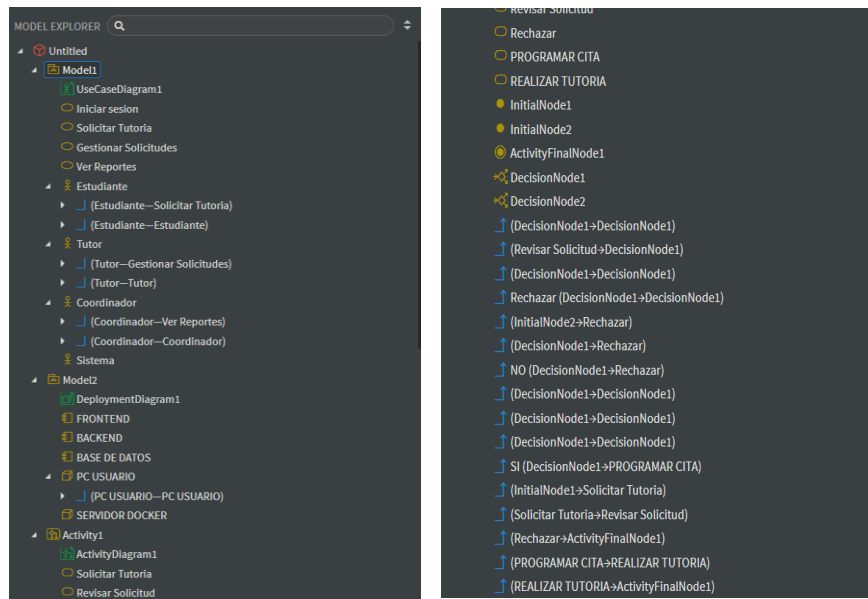 MODEL EXPLORER
Untitled
Model1
UseCaseDiagram1
Iniciar sesion
Solicitar Tutoria
Gestionar Solicitudes
Ver Reportes
Estudiante
(Estudiante—Solicitar Tutoria)
(Estudiante—Estudiante)
Tutor
(Tutor—Gestionar Solicitudes)
(Tutor—Tutor)
Coordinador
(Coordinador—Ver Reportes)
(Coordinador—Coordinador)
Sistema
Model2
DeploymentDiagram1
FRONTEND
BACKEND
BASE DE DATOS
PC USUARIO
(PC USUARIO—PC USUARIO)
SERVIDOR DOCKER
Activity1
ActivityDiagram1
Solicitar Tutoria
Revisar Solicitud
Revisar Solicitud
Rechazar
PROGRAMAR CITA
REALIZAR TUTORIA
InitialNode1
InitialNode2
ActivityFinalNode1
DecisionNode1
DecisionNode2
(DecisionNode1→DecisionNode1)
(Revisar Solicitud→DecisionNode1)
(DecisionNode1→DecisionNode1)
Rechazar (DecisionNode1→DecisionNode1)
(InitialNode2→Rechazar)
(DecisionNode1→Rechazar)
NO (DecisionNode1→Rechazar)
(DecisionNode1→DecisionNode1)
(DecisionNode1→DecisionNode1)
(DecisionNode1→DecisionNode1)
SI (DecisionNode1→PROGRAMAR CITA)
(InitialNode1→Solicitar Tutoria)
(Solicitar Tutoria→Revisar Solicitud)
(Rechazar→ActivityFinalNode1)
(PROGRAMAR CITA→REALIZAR TUTORIA)
(REALIZAR TUTORIA→ActivityFinalNode1)